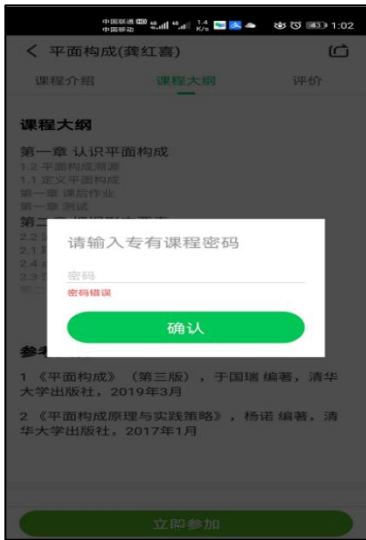 中国联通 HD
中国移动
1.4
K/s
1:02
平面构成(龚红喜)
课程介绍
课程大纲
评价
课程大纲
第一章 认识平面构成
1.2 平面构成溯源
1.1 定义平面构成
第一章 课后作业
第一章 测试
请输入专有课程密码
密码
密码错误
确认
1 《平面构成》（第三版），于国瑞 编著，清华
大学出版社，2019年3月
2 《平面构成原理与实践策略》，杨诺 编著，清
华大学出版社，2017年1月
立即参加